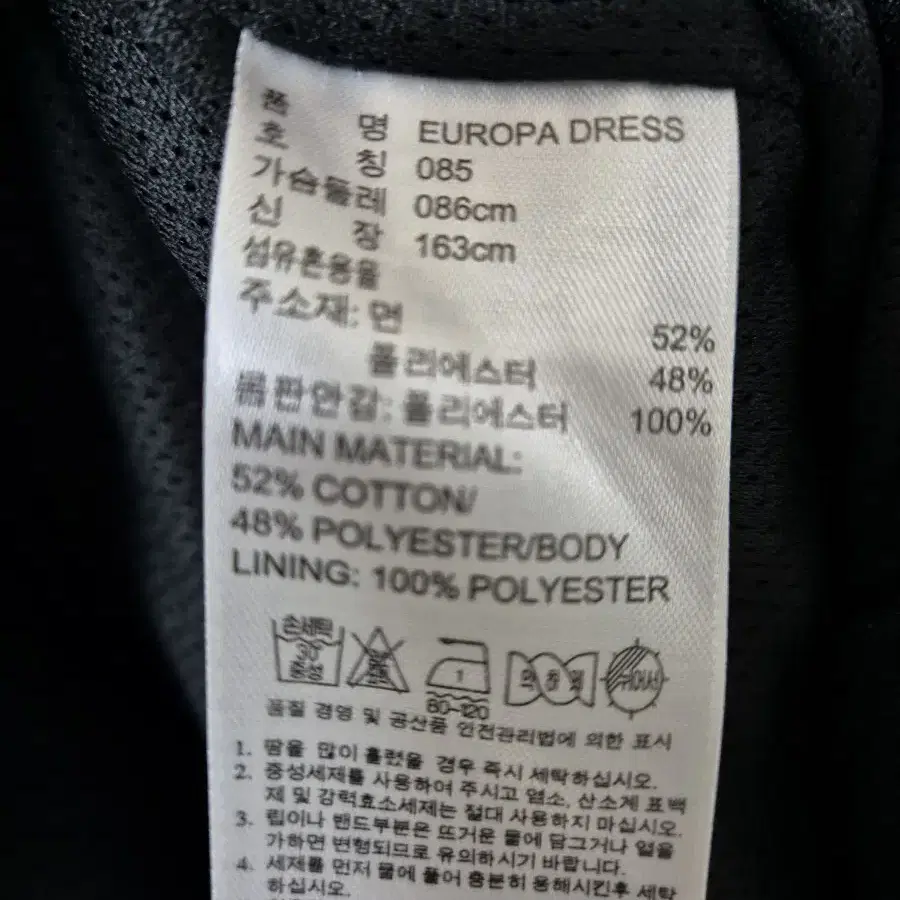 품 명 EUROPA DRESS
호 칭 085
가슴둘레 086cm
신 장 163cm
섬유혼용율
주소재: 면 52%
폴리에스터 48%
몸판안감: 폴리에스터 100%
MAIN MATERIAL:
52% COTTON/
48% POLYESTER/BODY
LINING: 100% POLYESTER
손세탁
30°
중성
1
80~120
뉘어서
품질 경영 및 공산품 안전관리법에 의한 표시
1. 땀을 많이 흘렸을 경우 즉시 세탁하십시오.
2. 중성세제를 사용하여 주시고 염소, 산소계 표백
제 및 강력효소세제는 절대 사용하지 마십시오.
3. 립이나 밴드부분은 뜨거운 물에 담그거나 열을
가하면 변형되므로 유의하시기 바랍니다.
4. 세제를 먼저 물에 풀어 충분히 용해시킨후 세탁
하십시오.